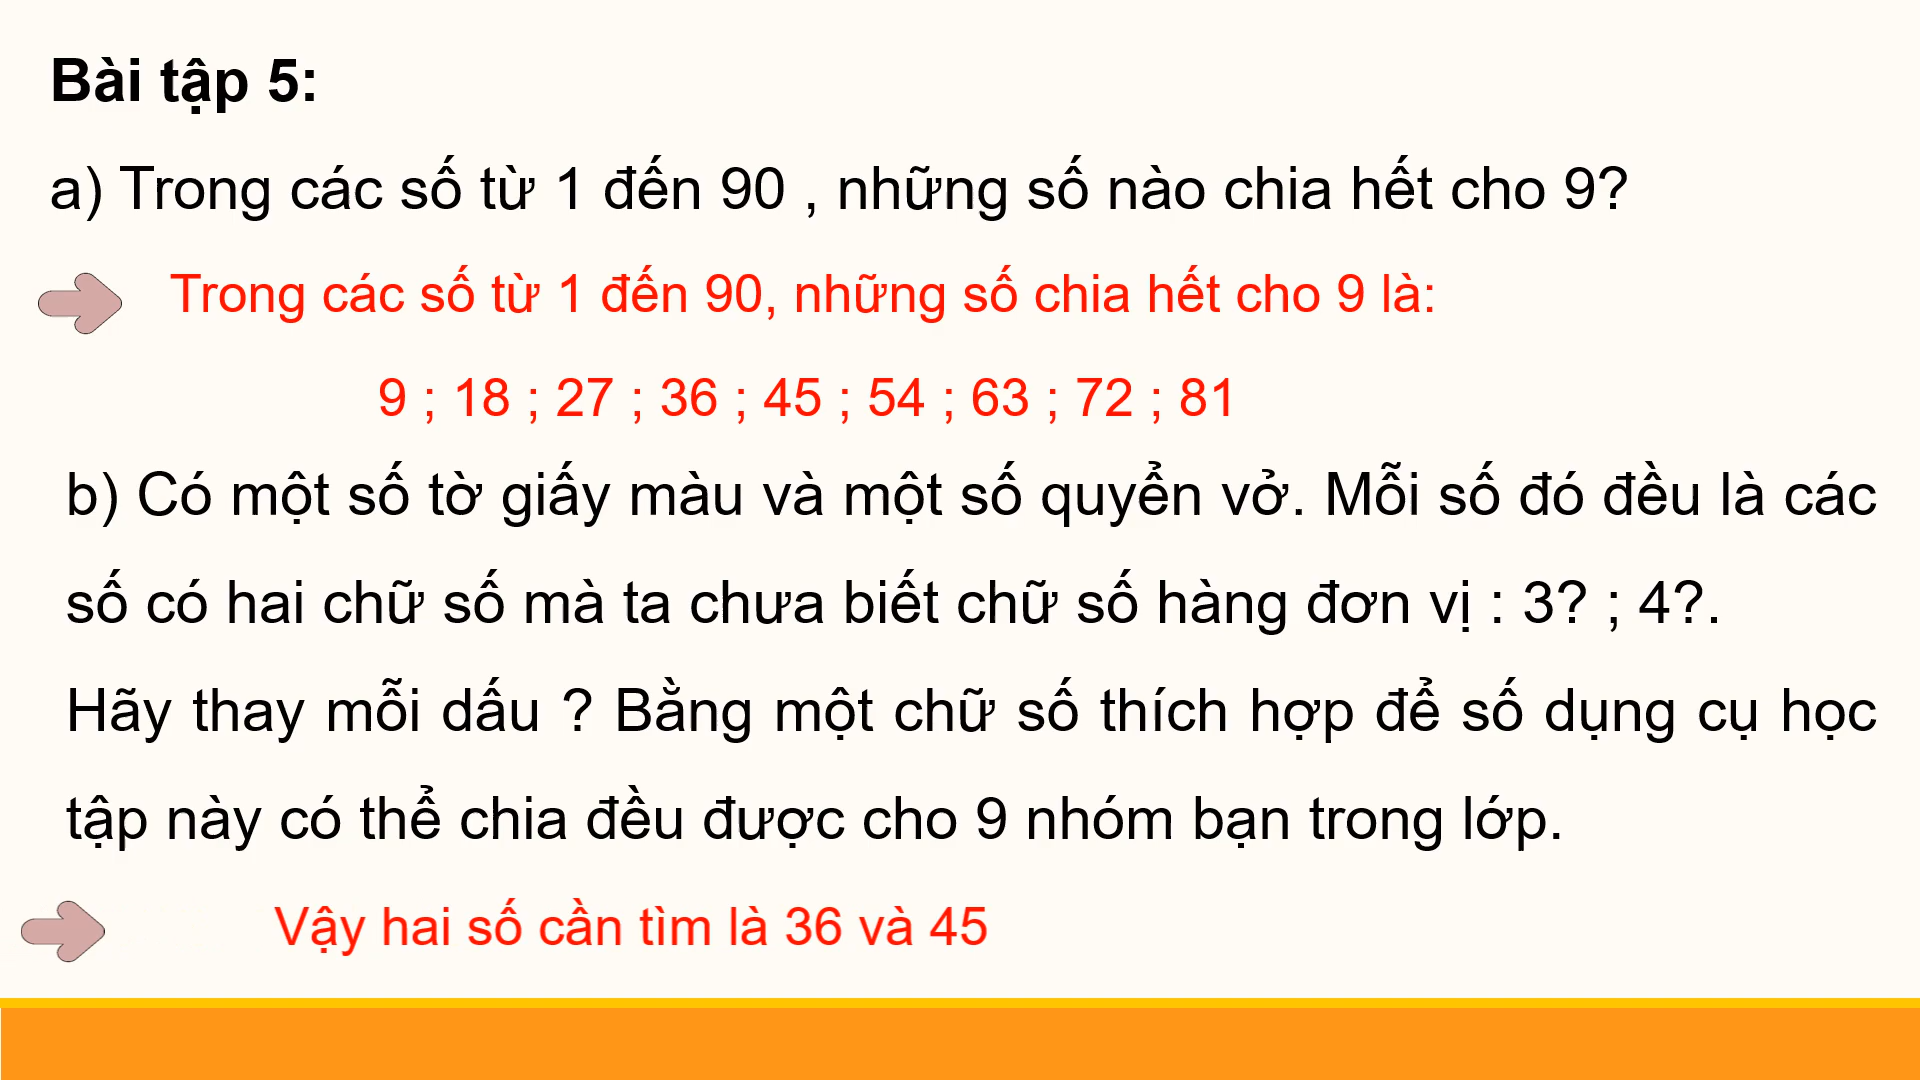 Bài tập 5:
a) Trong các số từ 1 đến 90 , những số nào chia hết cho 9?
Trong các số từ 1 đến 90, những số chia hết cho 9 là:
9 ; 18 ; 27 ; 36 ; 45 ; 54 ; 63 ; 72 ; 81
b) Có một số tờ giấy màu và một số quyển vở. Mỗi số đó đều là các
số có hai chữ số mà ta chưa biết chữ số hàng đơn vị : 3? ; 4?.
Hãy thay mỗi dấu ? Bằng một chữ số thích hợp để số dụng cụ học
tập này có thể chia đều được cho 9 nhóm bạn trong lớp.
Vậy hai số cần tìm là 36 và 45